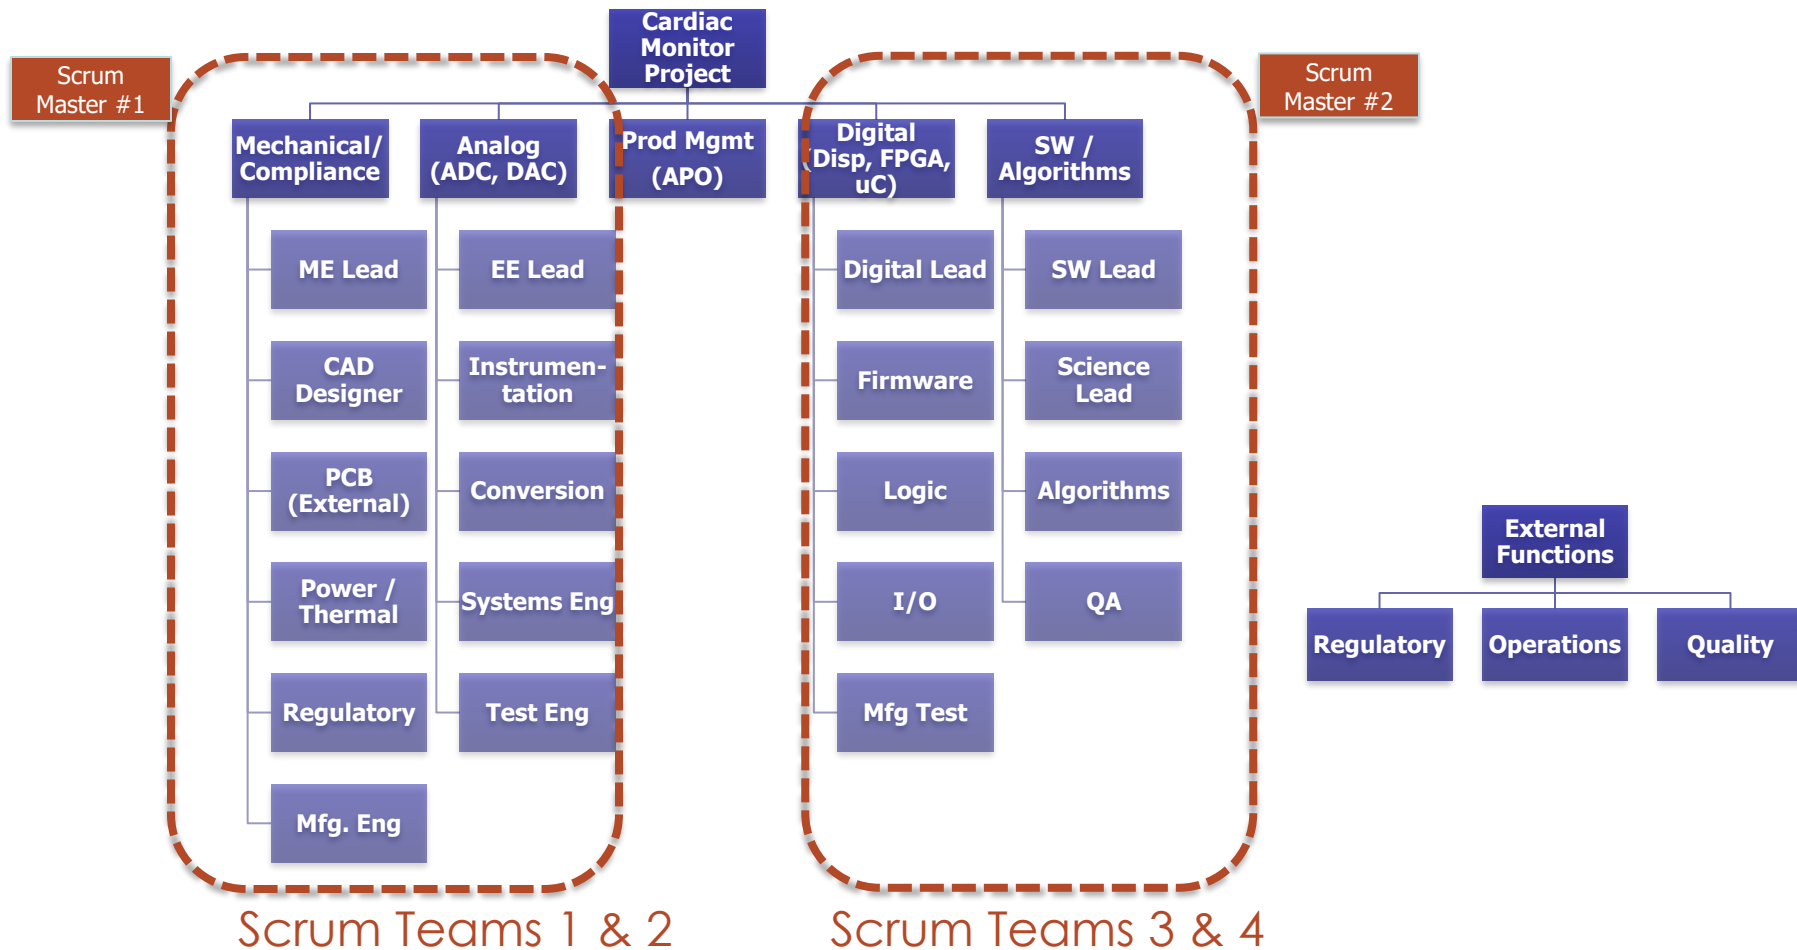 Cardiac
Monitor
Project
Scrum
Master #1
Scrum
Master #2
Mechanical/
Compliance
Analog
(ADC, DAC)
Prod Mgmt
(APO)
Digital
(Disp, FPGA,
uC)
SW /
Algorithms
ME Lead
CAD
Designer
PCB
(External)
Power /
Thermal
Regulatory
Mfg. Eng
EE Lead
Instrumen-
tation
Conversion
Systems Eng
Test Eng
Digital Lead
Firmware
Logic
I/O
Mfg Test
SW Lead
Science
Lead
Algorithms
QA
External
Functions
Regulatory
Operations
Quality
Scrum Teams 1 & 2
Scrum Teams 3 & 4